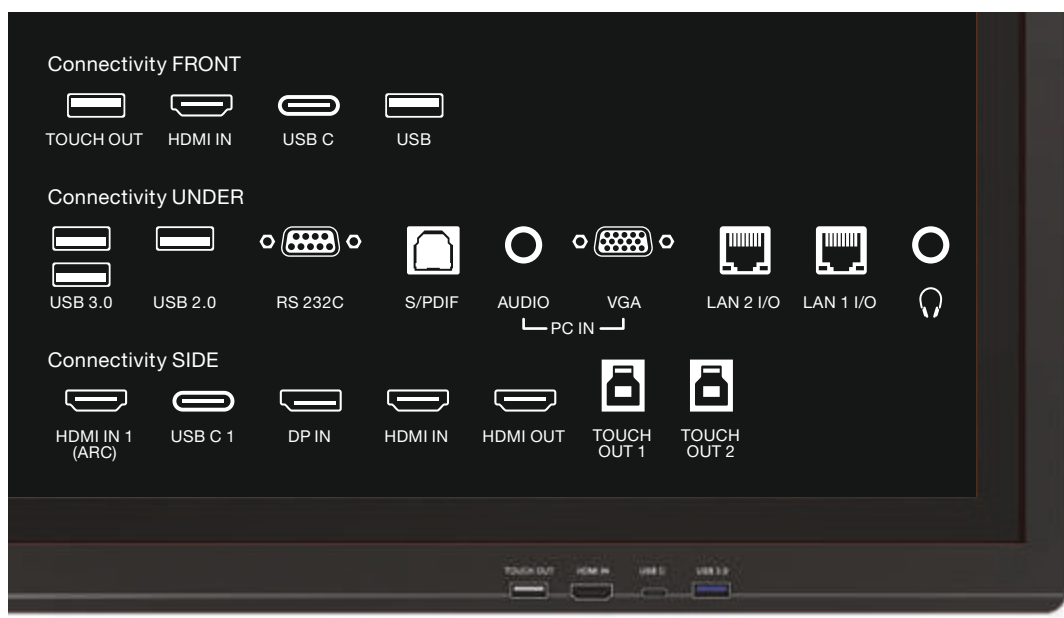 Connectivity FRONT
TOUCH OUT HDMI IN USB C USB
Connectivity UNDER
USB 3.0 USB 2.0 RS 232C S/PDIF AUDIO VGA LAN 2 I/O LAN 1 I/O
PC IN
Connectivity SIDE
HDMI IN 1 USB C 1 DP IN HDMI IN HDMI OUT TOUCH TOUCH
(ARC) OUT 1 OUT 2
TOUCH OUT HDMI IN USB C USB 3.0